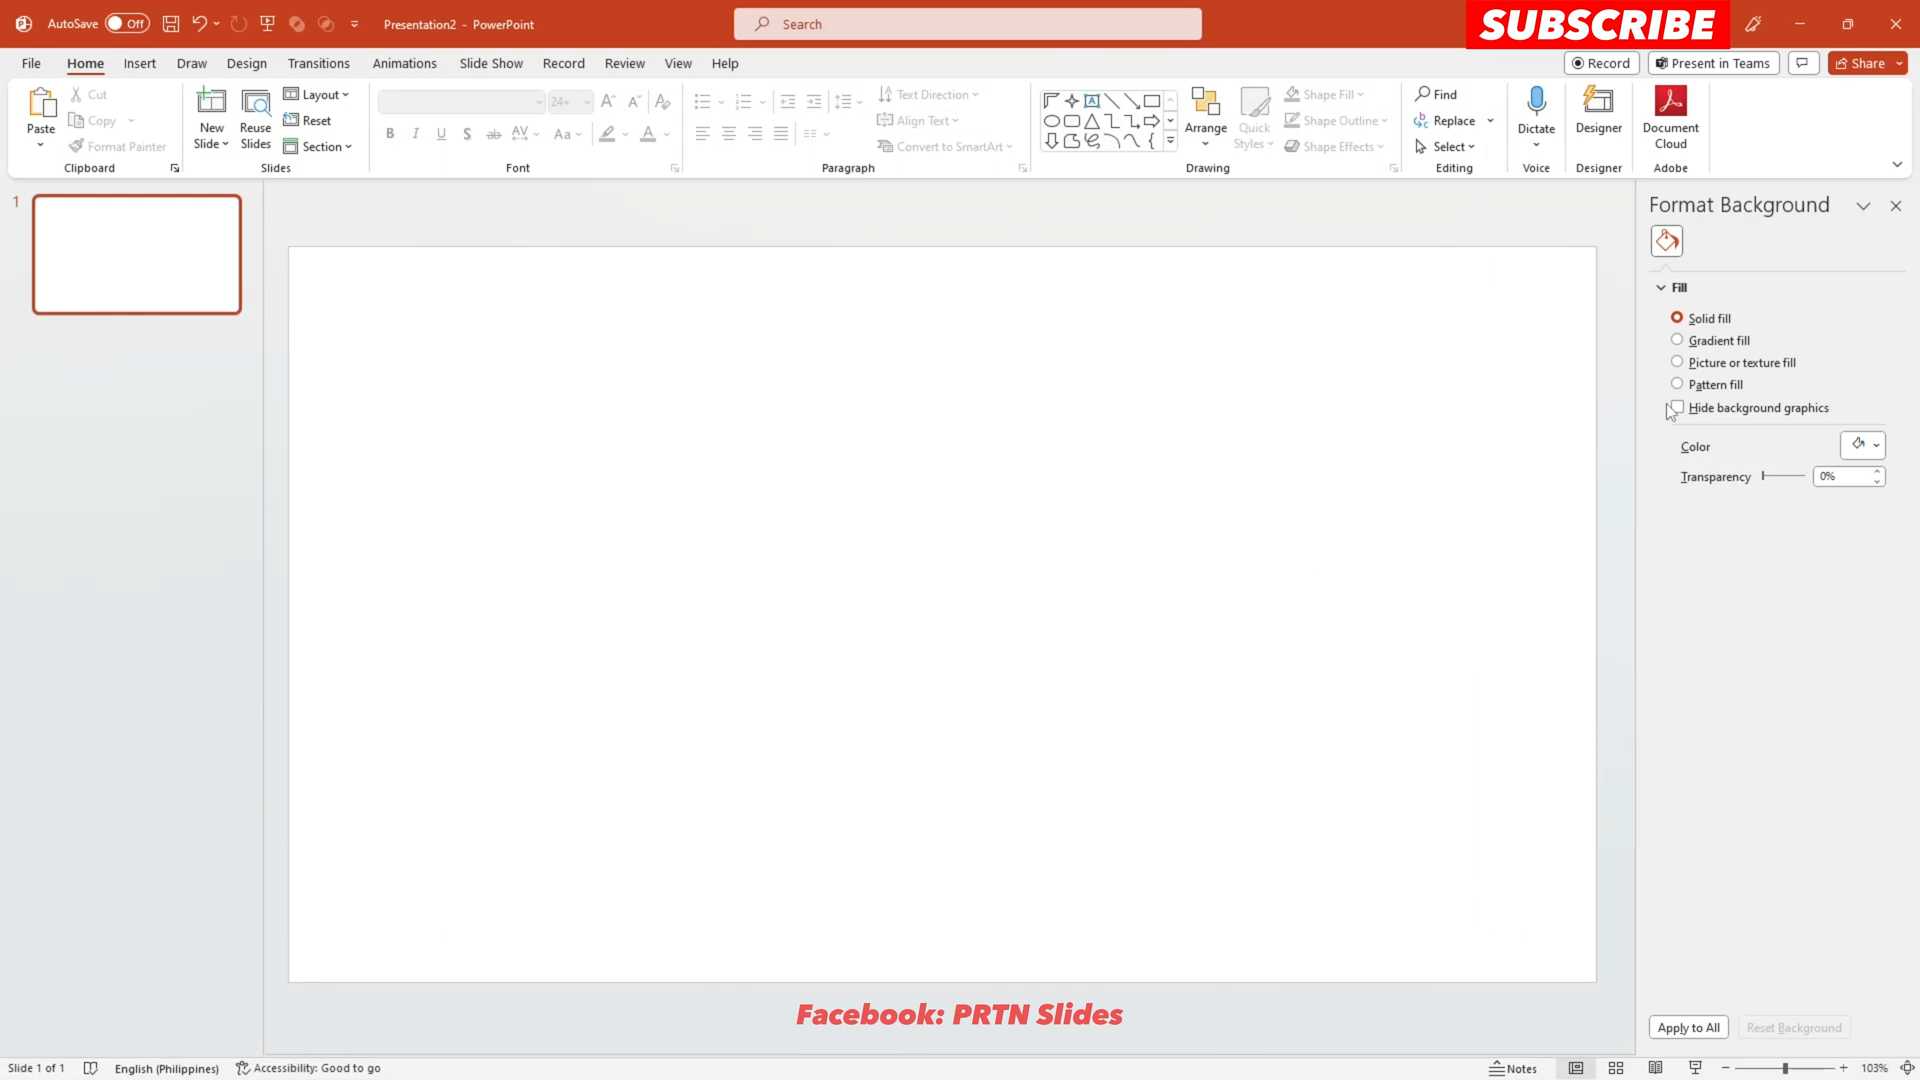 AutoSave Off Presentation2 - PowerPoint Search SUBSCRIBE
File Home Insert Draw Design Transitions Animations Slide Show Record Review View Help Record Present in Teams Share
Paste Cut Copy Format Painter
Clipboard
New Slide Reuse Slides Layout Reset Section
Slides
24+
B I U S ab AV Aa A
Font
Text Direction
Align Text
Convert to SmartArt
Paragraph
Arrange Quick Styles Shape Fill Shape Outline Shape Effects
Drawing
Find
Replace
Select
Editing
Dictate
Voice
Designer
Designer
Document Cloud
Adobe
1
Format Background
Fill
Solid fill
Gradient fill
Picture or texture fill
Pattern fill
Hide background graphics
Color
Transparency 0%
Facebook: PRTN Slides
Apply to All Reset Background
Slide 1 of 1 English (Philippines) Accessibility: Good to go Notes 103%